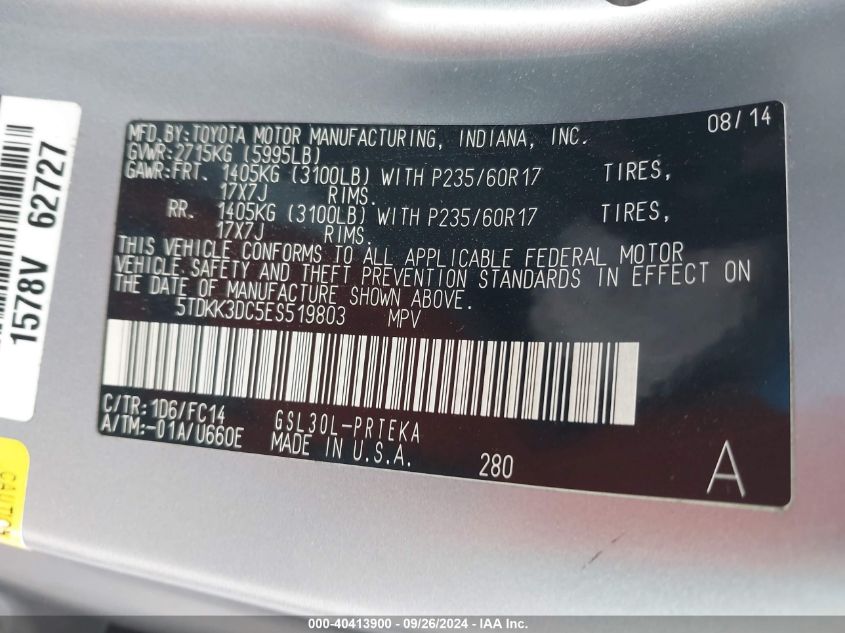 MFD. BY: TOYOTA MOTOR MANUFACTURING, INDIANA, INC. 08/14
GVWR: 2715KG (5995LB)
GAWR: FRT. 1405KG (3100LB) WITH P235/60R17 TIRES,
17X7J RIMS.
RR. 1405KG (3100LB) WITH P235/60R17 TIRES,
17X7J RIMS.
THIS VEHICLE CONFORMS TO ALL APPLICABLE FEDERAL MOTOR
VEHICLE SAFETY AND THEFT PREVENTION STANDARDS IN EFFECT ON
THE DATE OF MANUFACTURE SHOWN ABOVE.
5TDKK3DC5ES519803 MPV
C/TR: 1D6/FC14 GSL30L-PRTEKA
A/TM: -01A/U660E MADE IN U.S.A. 280 A
1578V 62727
CAUTION
000-40413900 - 09/26/2024 - IAA Inc.